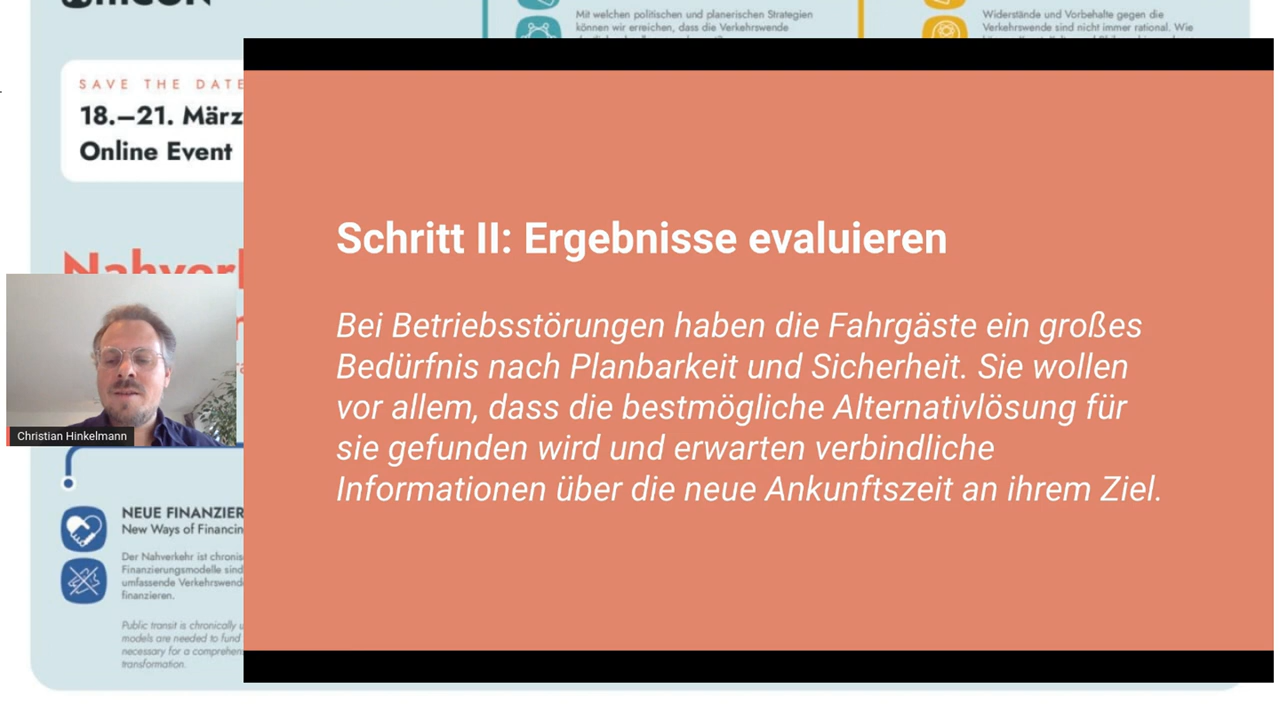 Mit welchen politischen und planerischen Strategien
können wir erreichen, dass die Verkehrswende
Widerstände und Vorbehalte gegen die
Verkehrswende sind nicht immer rational. Wie
SAVE THE DATE
18.–21. März
Online Event
Schritt II: Ergebnisse evaluieren
Bei Betriebsstörungen haben die Fahrgäste ein großes
Bedürfnis nach Planbarkeit und Sicherheit. Sie wollen
vor allem, dass die bestmögliche Alternativlösung für
sie gefunden wird und erwarten verbindliche
Informationen über die neue Ankunftszeit an ihrem Ziel.
Christian Hinkelmann
NEUE FINANZIER
New Ways of Financin
Der Nahverkehr ist chronis
Finanzierungsmodelle sind
umfassende Verkehrswend
finanzieren.
Public transit is chronically u
models are needed to fund
necessary for a comprehen
transformation.